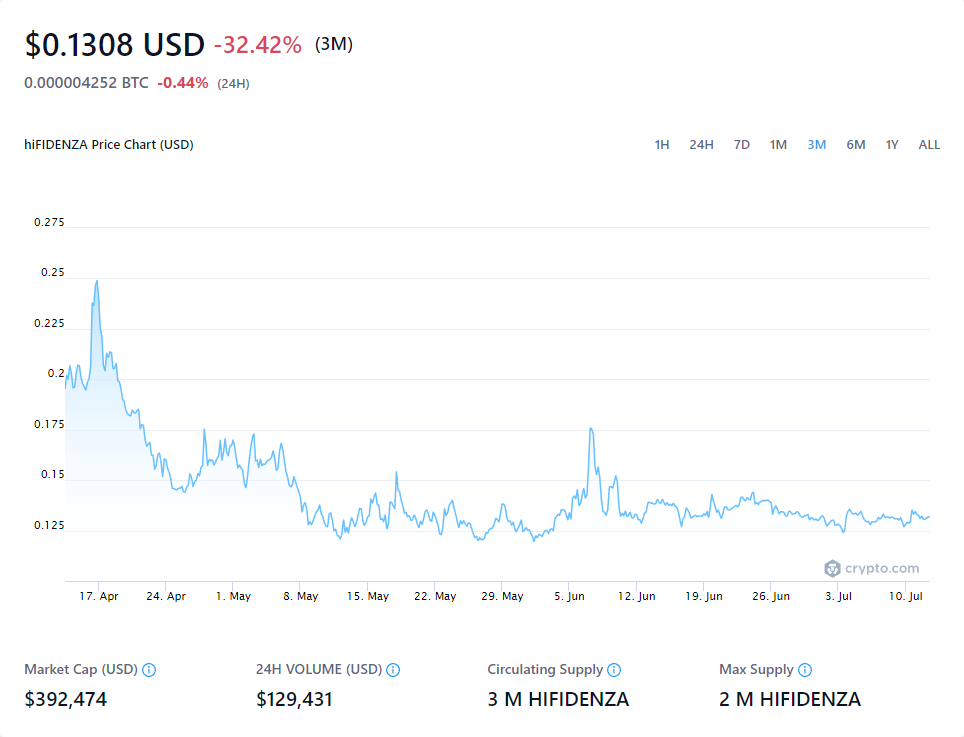 $0.1308 USD -32.42% (3M)
0.000004252 BTC -0.44% (24H)
hiFIDENZA Price Chart (USD) 1H 24H 7D 1M 3M 6M 1Y ALL
0.275
0.25
0.225
0.2
0.175
0.15
0.125
crypto.com
17. Apr 24. Apr 1. May 8. May 15. May 22. May 29. May 5. Jun 12. Jun 19. Jun 26. Jun 3. Jul 10. Jul
Market Cap (USD) 24H VOLUME (USD) Circulating Supply Max Supply
$392,474 $129,431 3 M HIFIDENZA 2 M HIFIDENZA